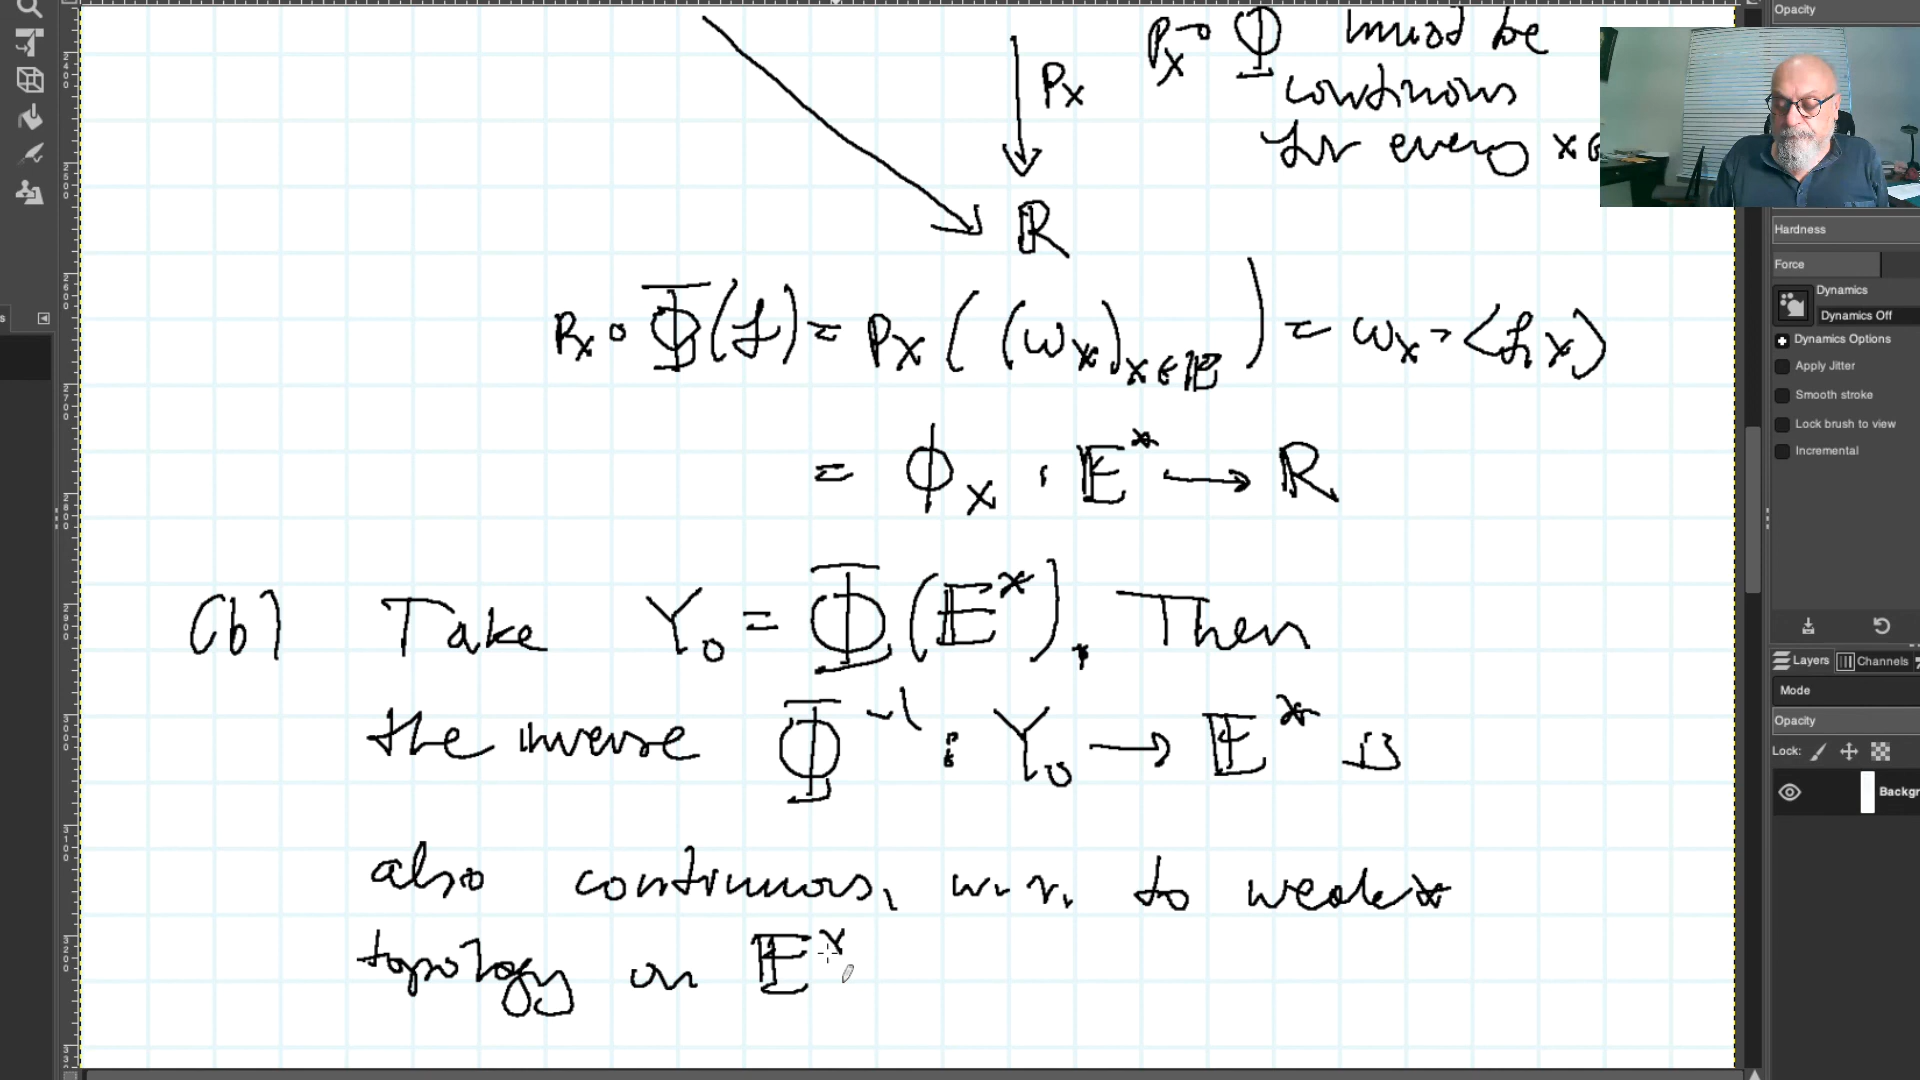 Opacity
P_x ∘ Φ must be
P_x
continuous
for every x ∈
ℝ
Hardness
Force
Dynamics
Dynamics Off
Dynamics Options
Apply Jitter
Smooth stroke
Lock brush to view
Incremental
P_x ∘ Φ(f) = P_x ( (ω_x)_{x∈E} ) = ω_x = ⟨f, x⟩
= ϕ_x : E* → ℝ
(b) Take Y_0 = Φ(E*). Then
the inverse Φ^{-1} : Y_0 → E* is
also continuous, w.r. to weak*
topology on E*
Layers
Channels
Mode
Opacity
Lock:
Backgr